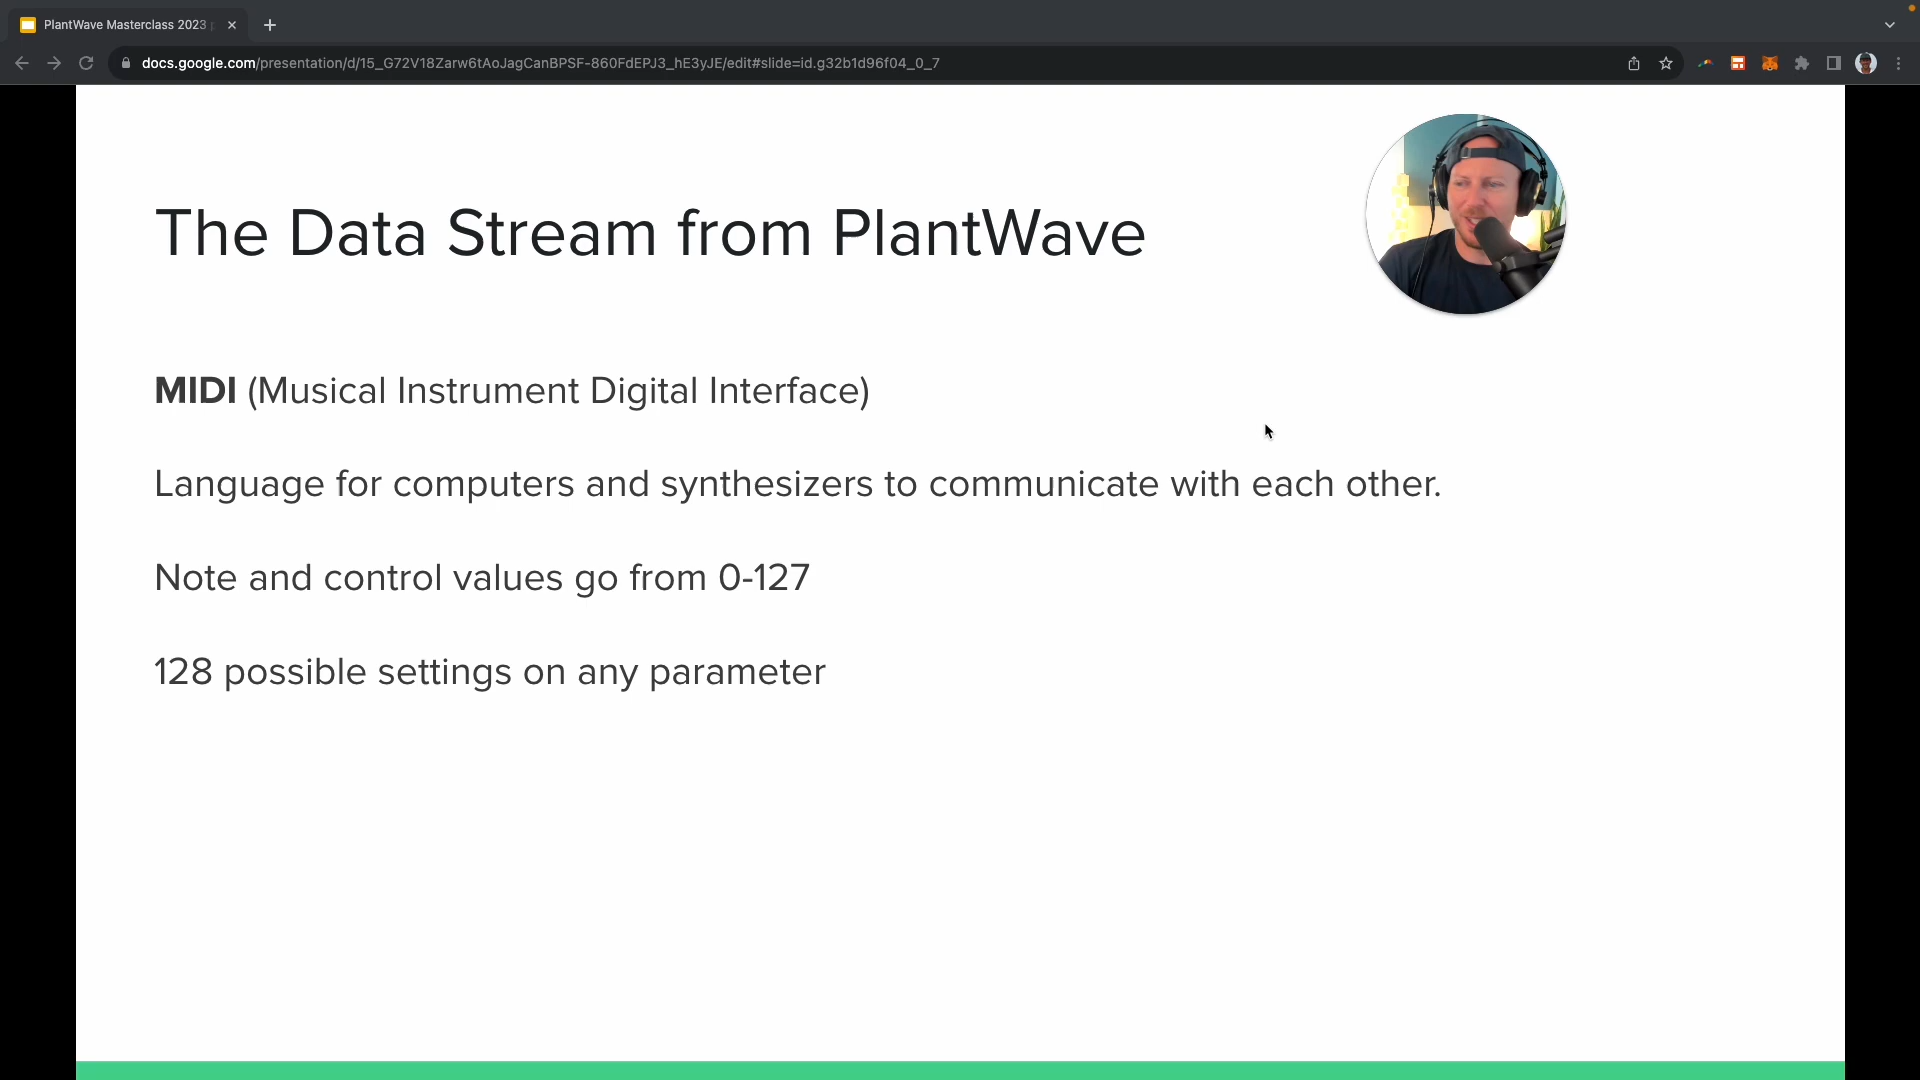 PlantWave Masterclass 2023
docs.google.com/presentation/d/15_G72V18Zarw6tAoJagCanBPSF-860FdEPJ3_hE3yJE/edit#slide=id.g32b1d96f04_0_7
The Data Stream from PlantWave
MIDI (Musical Instrument Digital Interface)
Language for computers and synthesizers to communicate with each other.
Note and control values go from 0-127
128 possible settings on any parameter